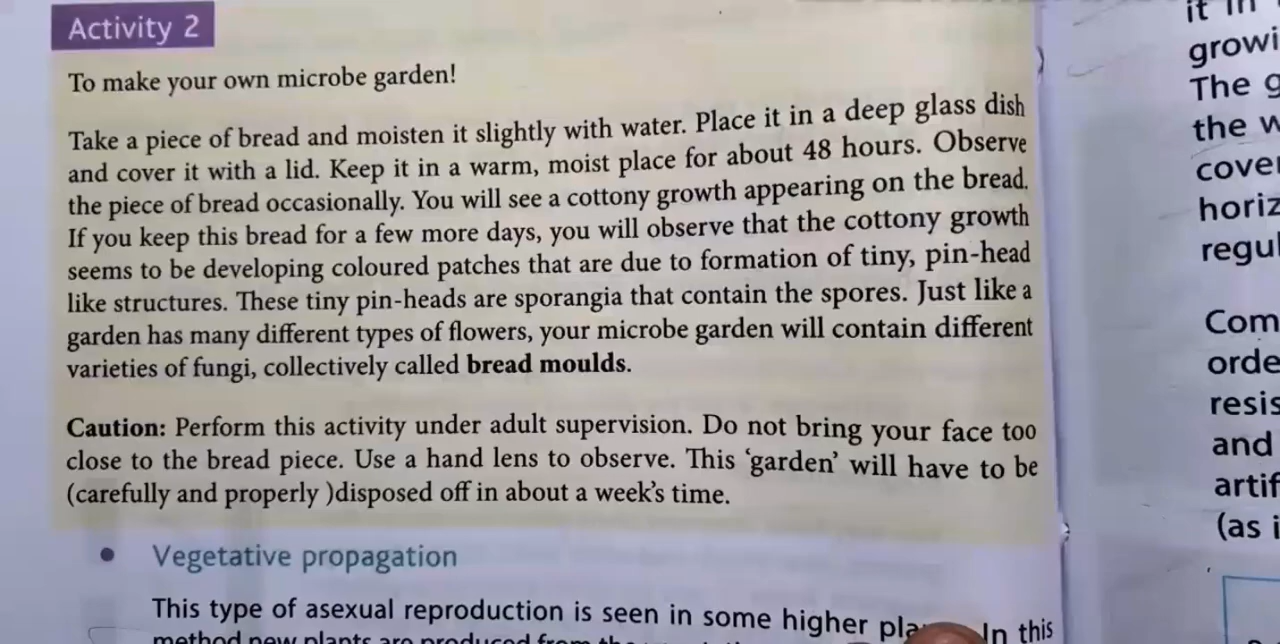 Activity 2
To make your own microbe garden!
Take a piece of bread and moisten it slightly with water. Place it in a deep glass dish
and cover it with a lid. Keep it in a warm, moist place for about 48 hours. Observe
the piece of bread occasionally. You will see a cottony growth appearing on the bread.
If you keep this bread for a few more days, you will observe that the cottony growth
seems to be developing coloured patches that are due to formation of tiny, pin-head
like structures. These tiny pin-heads are sporangia that contain the spores. Just like a
garden has many different types of flowers, your microbe garden will contain different
varieties of fungi, collectively called bread moulds.
Caution: Perform this activity under adult supervision. Do not bring your face too
close to the bread piece. Use a hand lens to observe. This ‘garden’ will have to be
(carefully and properly )disposed off in about a week’s time.
• Vegetative propagation
This type of asexual reproduction is seen in some higher In this
method new plants are produced from
it in
growi
The g
the w
cover
horiz
regul
Com
orde
resis
and
artif
(as i